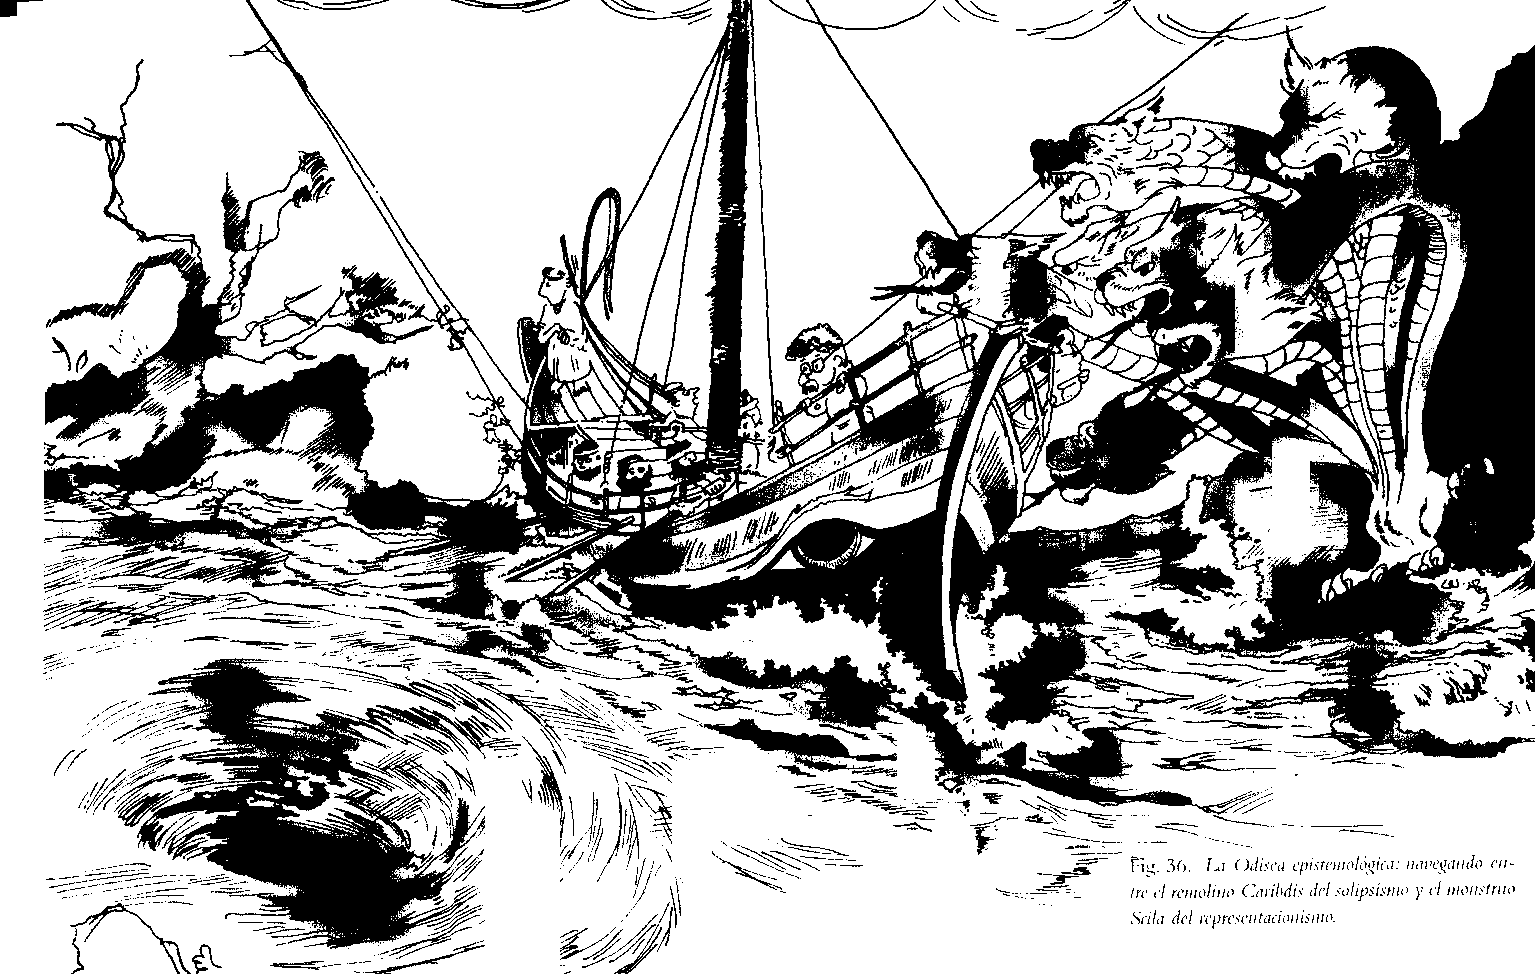 Fig. 36. La Odisea epistemológica: navegando en-
tre el remolino Caribdis del solipsismo y el monstruo
Scila del representacionismo.